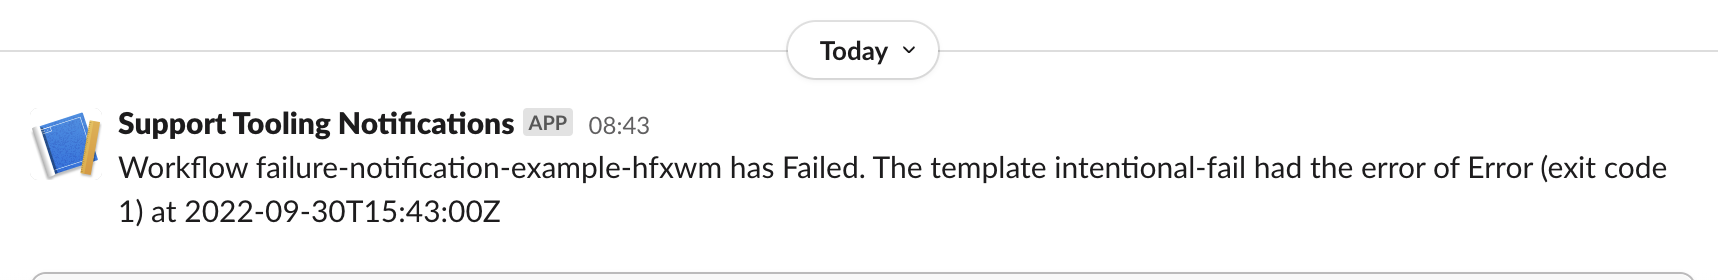 Today
Support Tooling Notifications APP 08:43
Workflow failure-notification-example-hfxwm has Failed. The template intentional-fail had the error of Error (exit code
1) at 2022-09-30T15:43:00Z